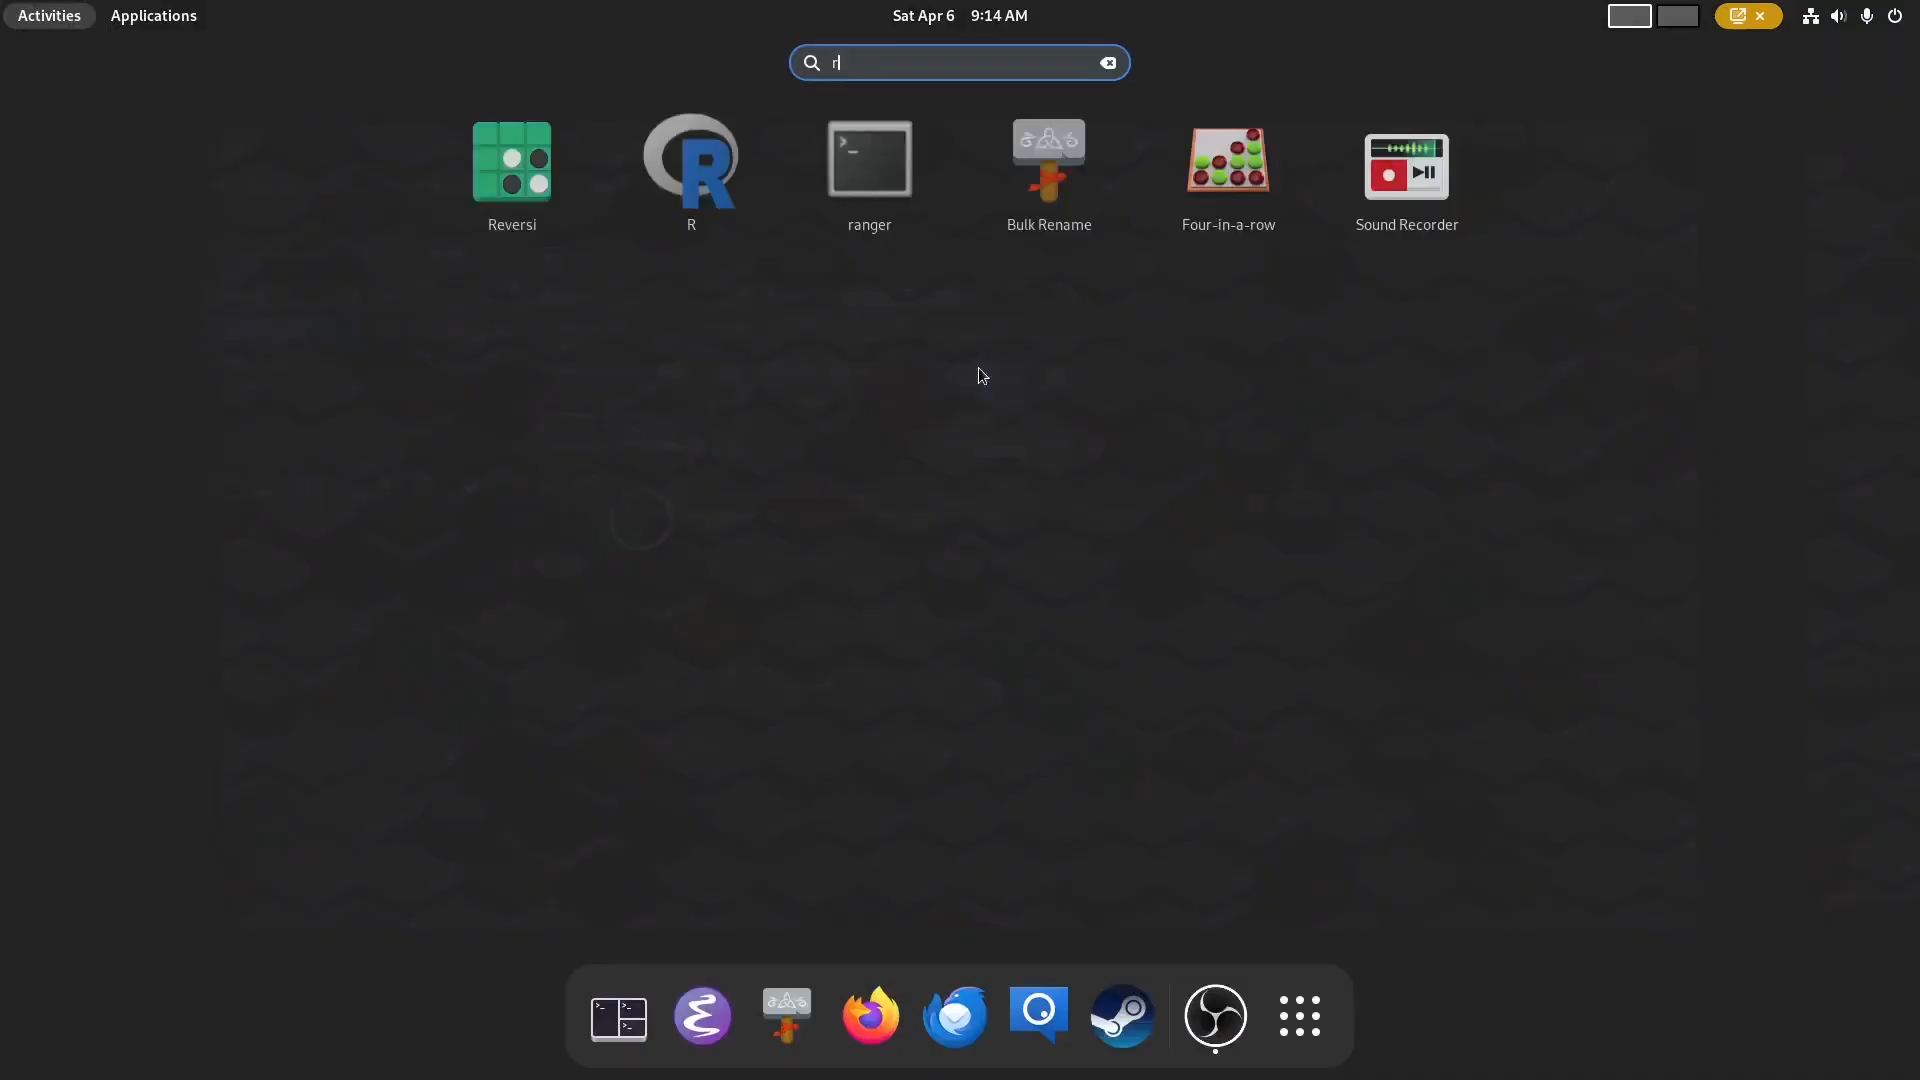 Activities Applications Sat Apr 6 9:14 AM
r
Reversi R ranger Bulk Rename Four-in-a-row Sound Recorder